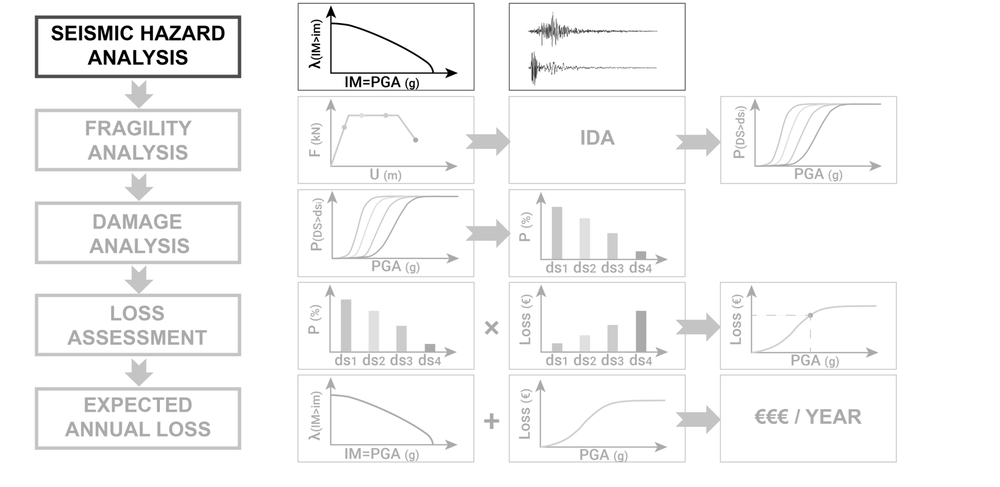 SEISMIC HAZARD
ANALYSIS
λ(IM>im)
IM=PGA (g)
FRAGILITY
ANALYSIS
F (kN)
U (m)
IDA
P(DS>dsi)
PGA (g)
DAMAGE
ANALYSIS
P(DS>dsi)
PGA (g)
P (%)
ds1 ds2 ds3 ds4
LOSS
ASSESSMENT
P (%)
ds1 ds2 ds3 ds4
×
Loss (€)
ds1 ds2 ds3 ds4
Loss (€)
PGA (g)
EXPECTED
ANNUAL LOSS
λ(IM>im)
IM=PGA (g)
+
Loss (€)
PGA (g)
€€€ / YEAR